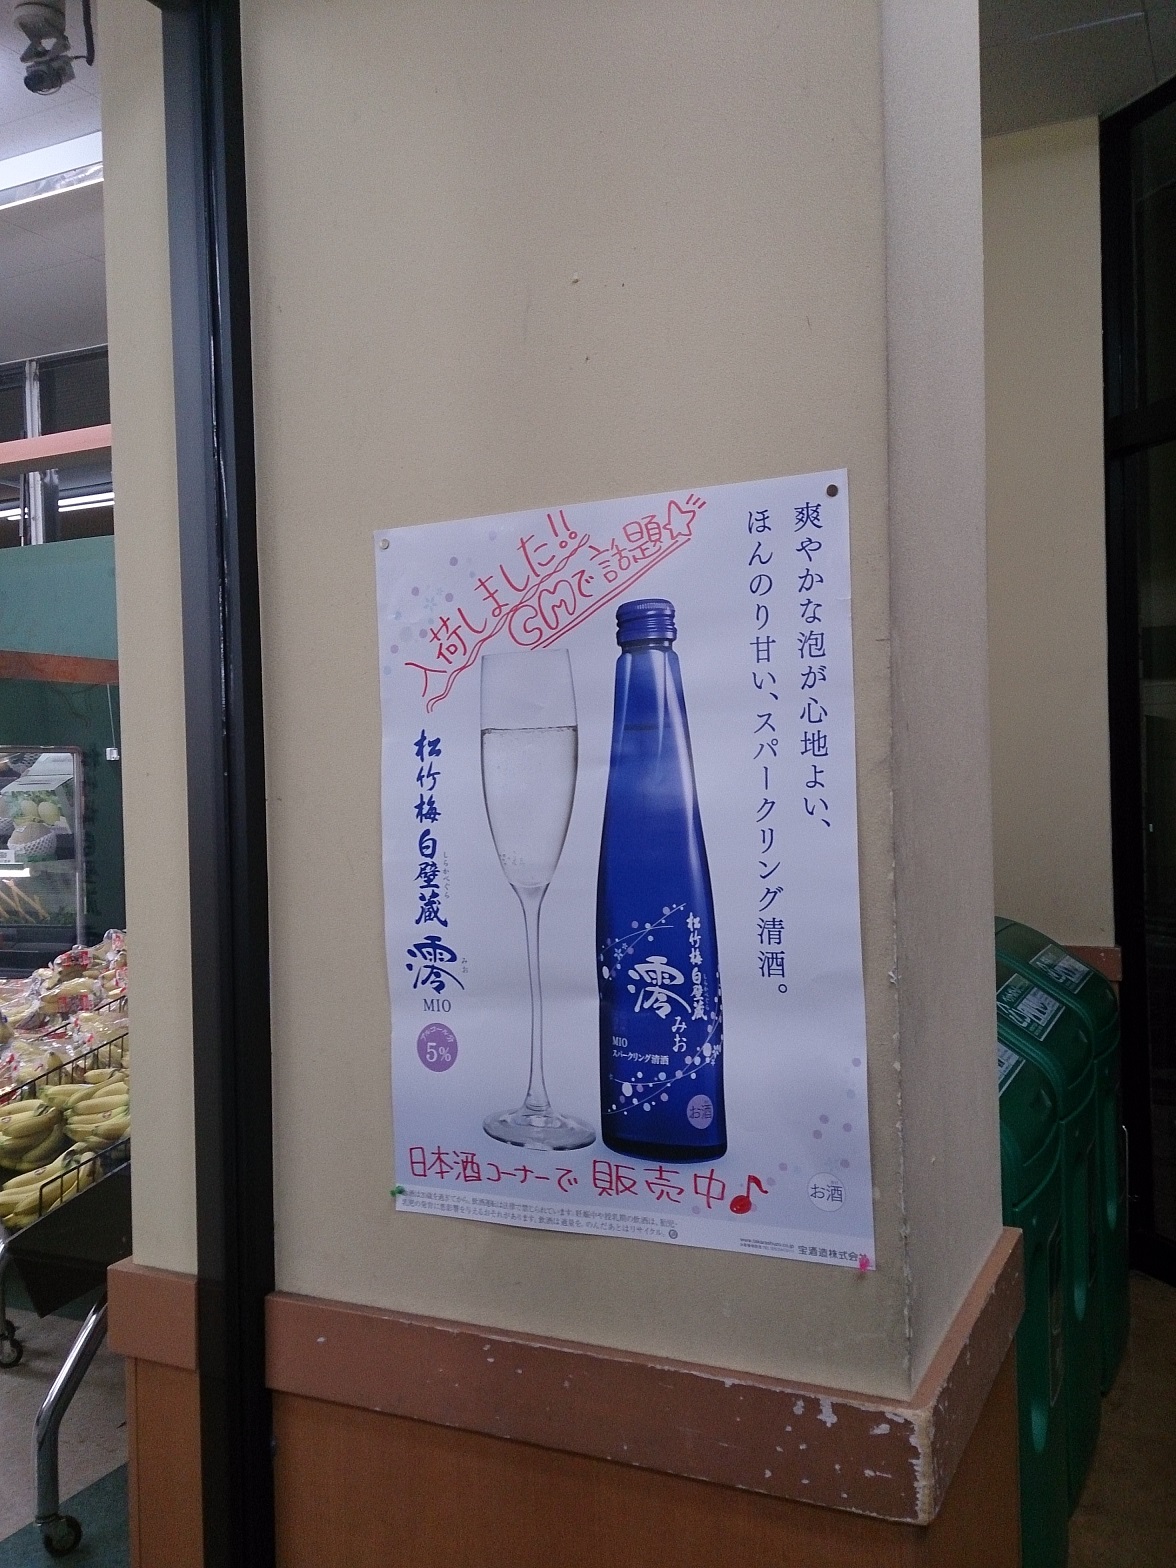 入荷しました!!
CMで話題☆
爽やかな泡が心地よい、
ほんのり甘い、スパークリング清酒。
松竹梅白壁蔵
澪
みお
MIO
5%
松竹梅白壁蔵
澪
みお
MIO
スパークリング清酒
お酒
日本酒コーナーで販売中♪
お酒
宝酒造株式会社